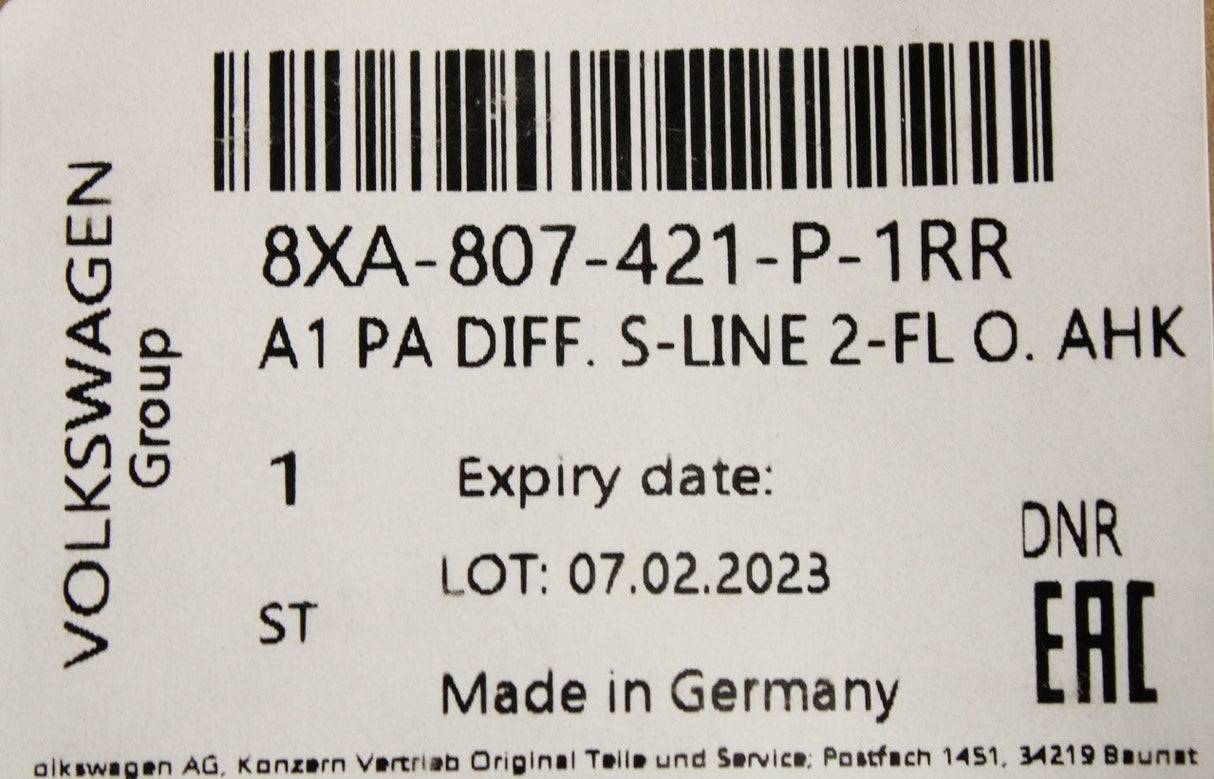 VOLKSWAGEN
Group
8XA-807-421-P-1RR
A1 PA DIFF. S-LINE 2-FL O. AHK
1
Expiry date:
DNR
LOT: 07.02.2023
EAC
ST
Made in Germany
olkswagen AG, Konzern Vertrieb Original Teile und Service; Postfach 1451, 34219 Baunat